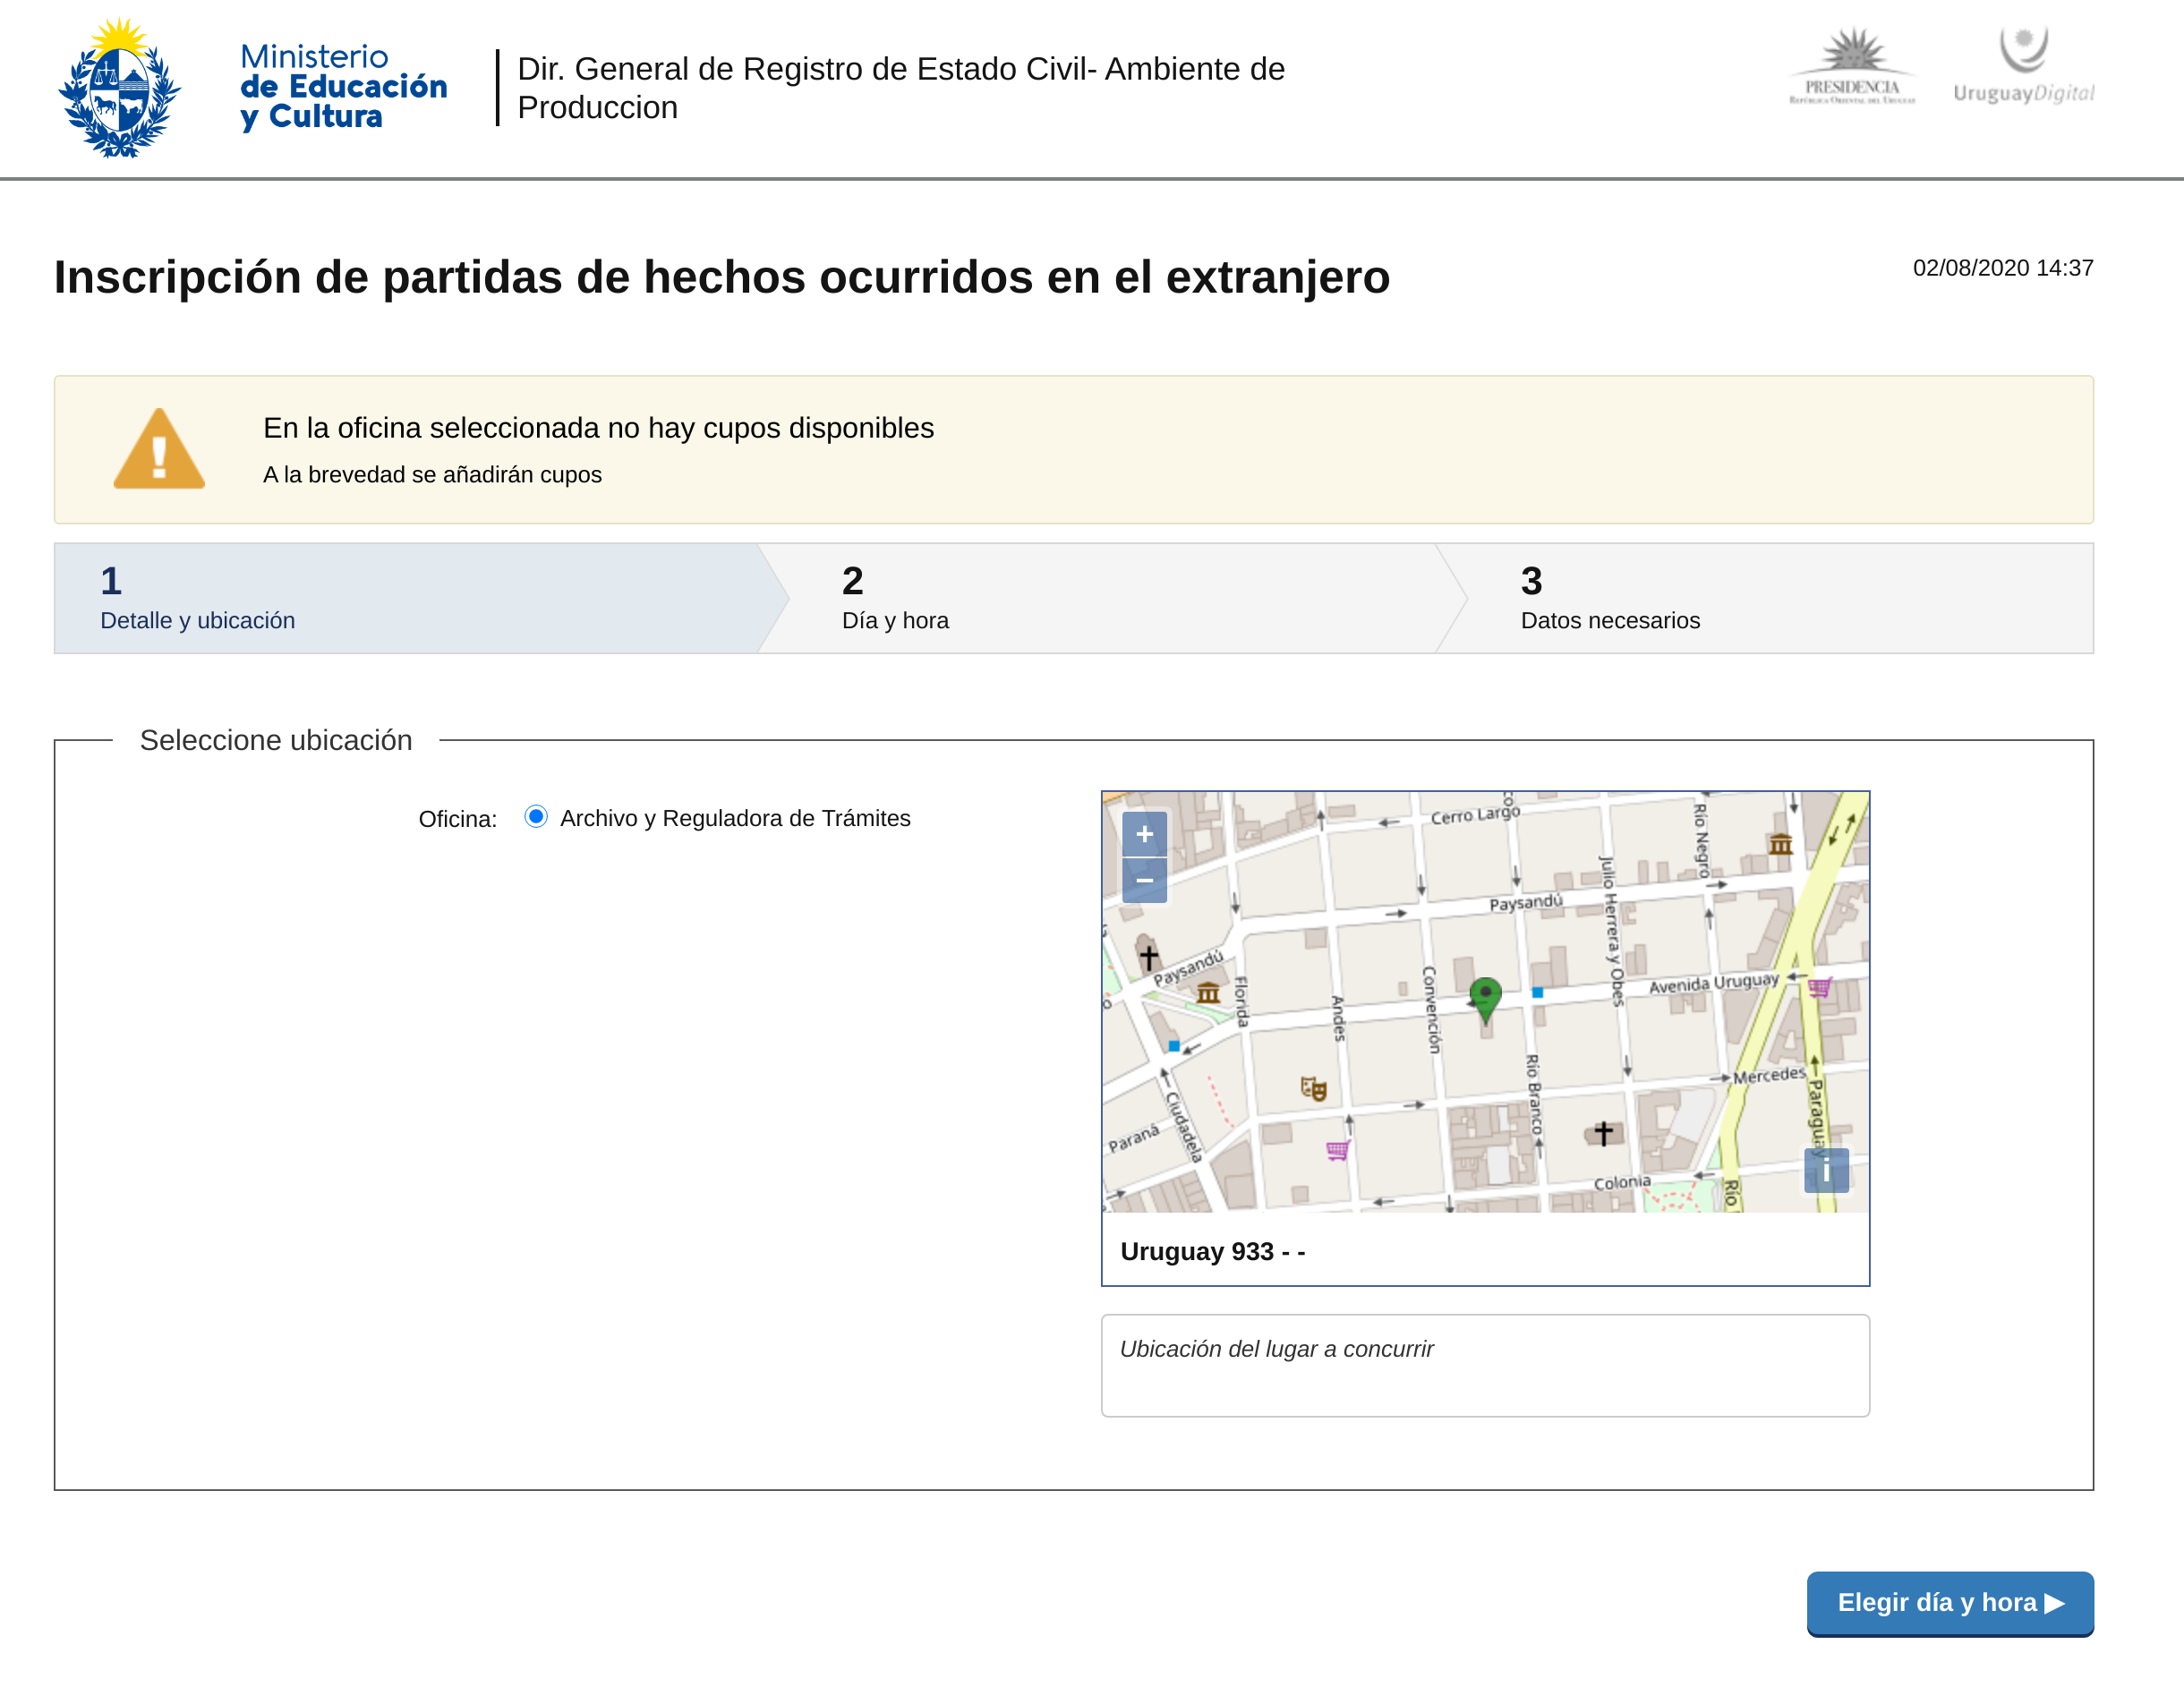 Ministerio
de Educación
y Cultura
Dir. General de Registro de Estado Civil- Ambiente de
Produccion
PRESIDENCIA
REPÚBLICA ORIENTAL DEL URUGUAY
UruguayDigital
Inscripción de partidas de hechos ocurridos en el extranjero
02/08/2020 14:37
En la oficina seleccionada no hay cupos disponibles
A la brevedad se añadirán cupos
1
Detalle y ubicación
2
Día y hora
3
Datos necesarios
Seleccione ubicación
Oficina:
Archivo y Reguladora de Trámites
+
−
Cerro Largo
Río Negro
Julio Herrera y Obes
Paysandú
Paysandú
Florida
Andes
Convención
Avenida Uruguay
Río Branco
Mercedes
Paraguay
Ciudadela
Paraná
Colonia
Río
i
Uruguay 933 - -
Ubicación del lugar a concurrir
Elegir día y hora ▶